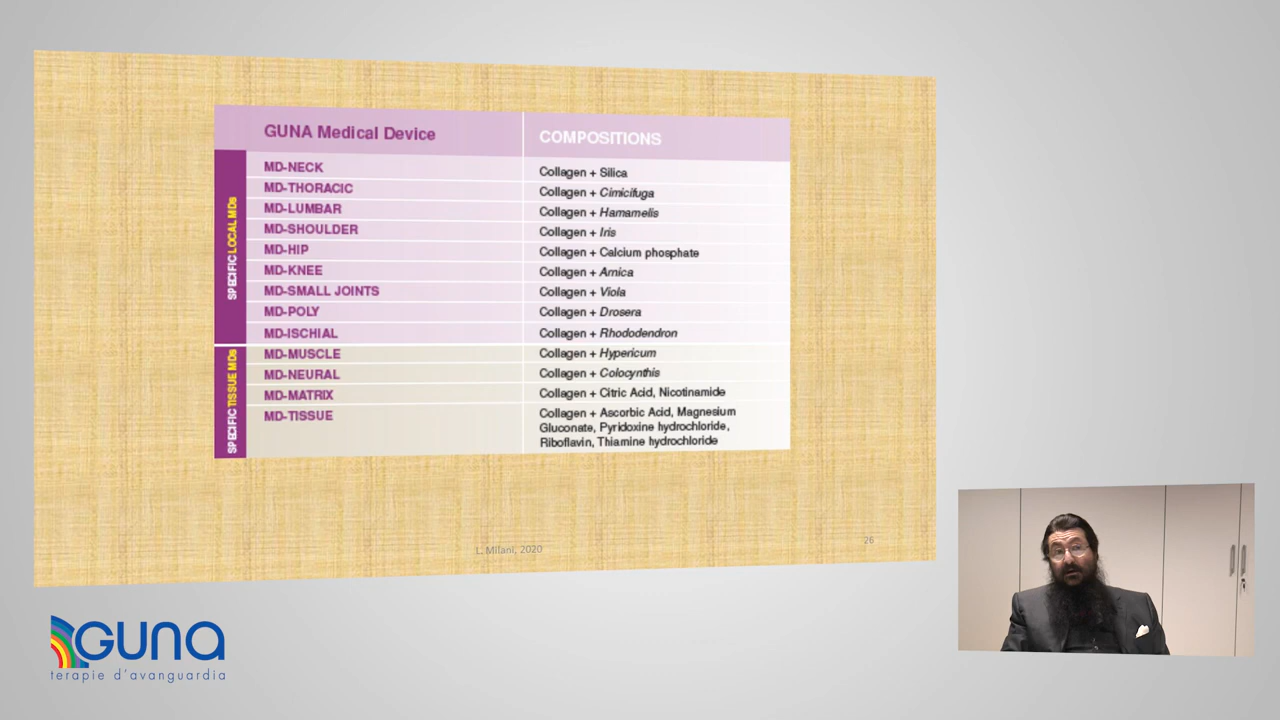 GUNA Medical Device COMPOSITIONS
SPECIFIC LOCAL MDs
MD-NECK Collagen + Silica
MD-THORACIC Collagen + Cimicifuga
MD-LUMBAR Collagen + Hamamelis
MD-SHOULDER Collagen + Iris
MD-HIP Collagen + Calcium phosphate
MD-KNEE Collagen + Arnica
MD-SMALL JOINTS Collagen + Viola
MD-POLY Collagen + Drosera
MD-ISCHIAL Collagen + Rhododendron
SPECIFIC TISSUE MDs
MD-MUSCLE Collagen + Hypericum
MD-NEURAL Collagen + Colocynthis
MD-MATRIX Collagen + Citric Acid, Nicotinamide
MD-TISSUE Collagen + Ascorbic Acid, Magnesium
Gluconate, Pyridoxine hydrochloride,
Riboflavin, Thiamine hydrochloride
L. Milani, 2020
26
GUNA
terapie d'avanguardia